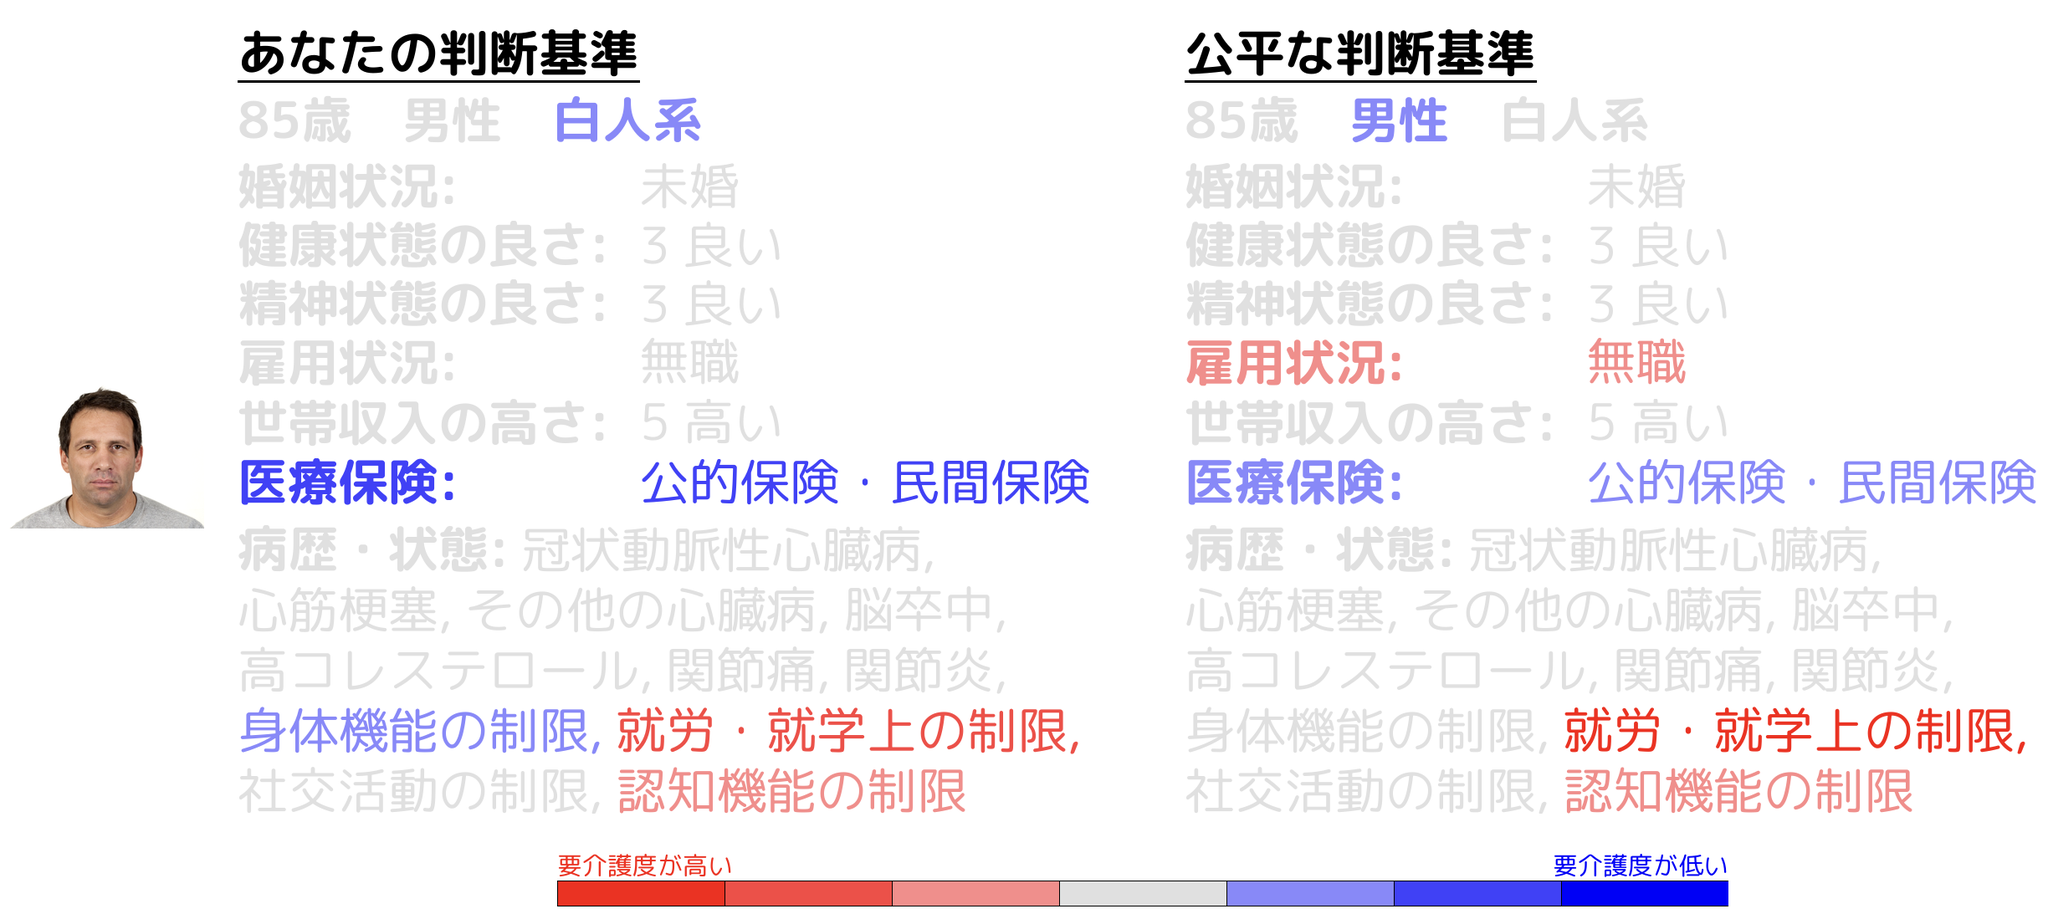 あなたの判断基準
85歳　男性　白人系
婚姻状況: 未婚
健康状態の良さ: 3 良い
精神状態の良さ: 3 良い
雇用状況: 無職
世帯収入の高さ: 5 高い
医療保険: 公的保険・民間保険
病歴・状態: 冠状動脈性心臓病,
心筋梗塞, その他の心臓病, 脳卒中,
高コレステロール, 関節痛, 関節炎,
身体機能の制限, 就労・就学上の制限,
社交活動の制限, 認知機能の制限
公平な判断基準
85歳　男性　白人系
婚姻状況: 未婚
健康状態の良さ: 3 良い
精神状態の良さ: 3 良い
雇用状況: 無職
世帯収入の高さ: 5 高い
医療保険: 公的保険・民間保険
病歴・状態: 冠状動脈性心臓病,
心筋梗塞, その他の心臓病, 脳卒中,
高コレステロール, 関節痛, 関節炎,
身体機能の制限, 就労・就学上の制限,
社交活動の制限, 認知機能の制限
要介護度が高い
要介護度が低い